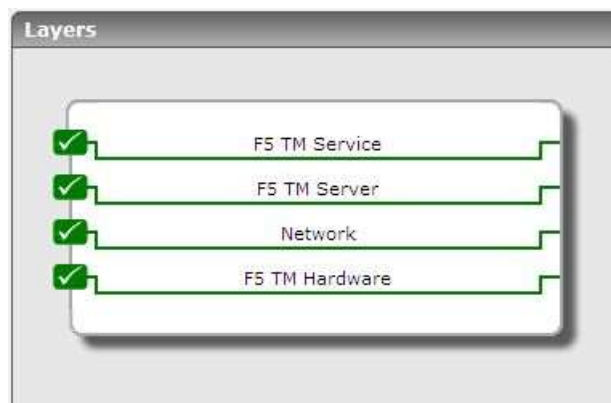 Layers
F5 TM Service
F5 TM Server
Network
F5 TM Hardware